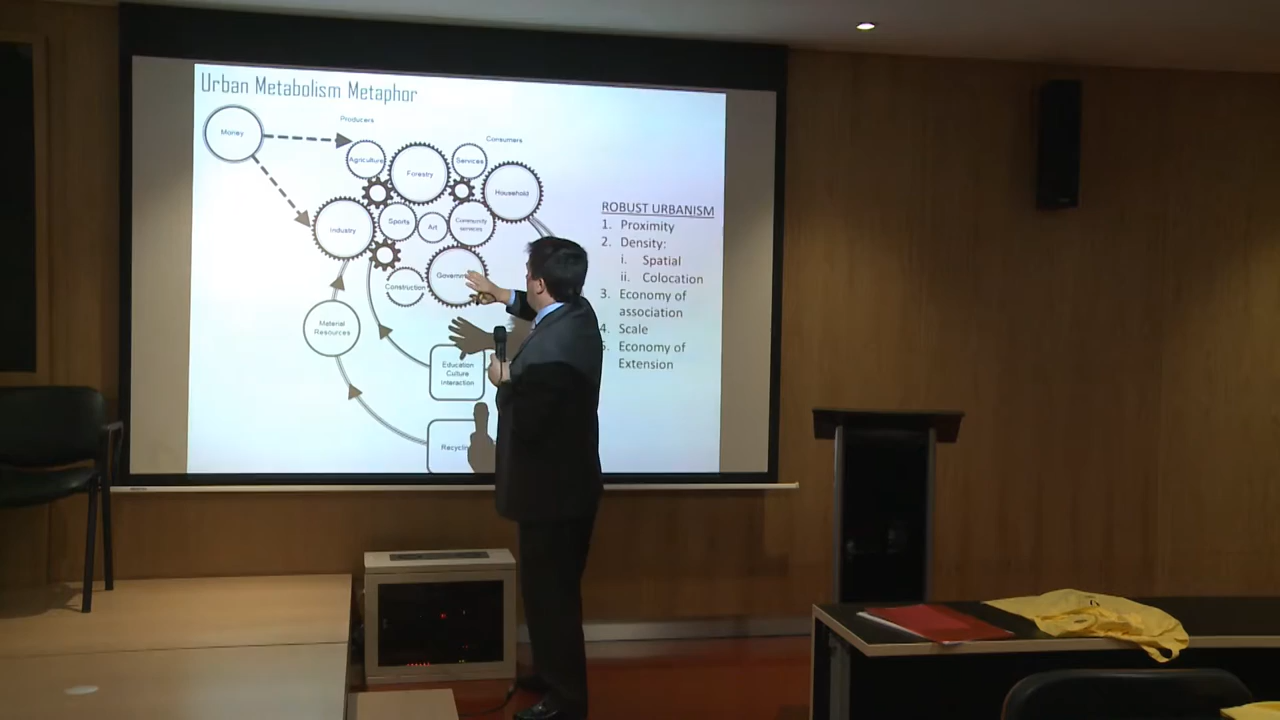 Urban Metabolism Metaphor
Money
Producers
Consumers
Agriculture
Forestry
Services
Household
Industry
Sports
Art
Community
services
Construction
Material
Resources
Education
Culture
Interaction
ROBUST URBANISM
1. Proximity
2. Density:
i. Spatial
ii. Colocation
3. Economy of
association
4. Scale
5. Economy of
Extension